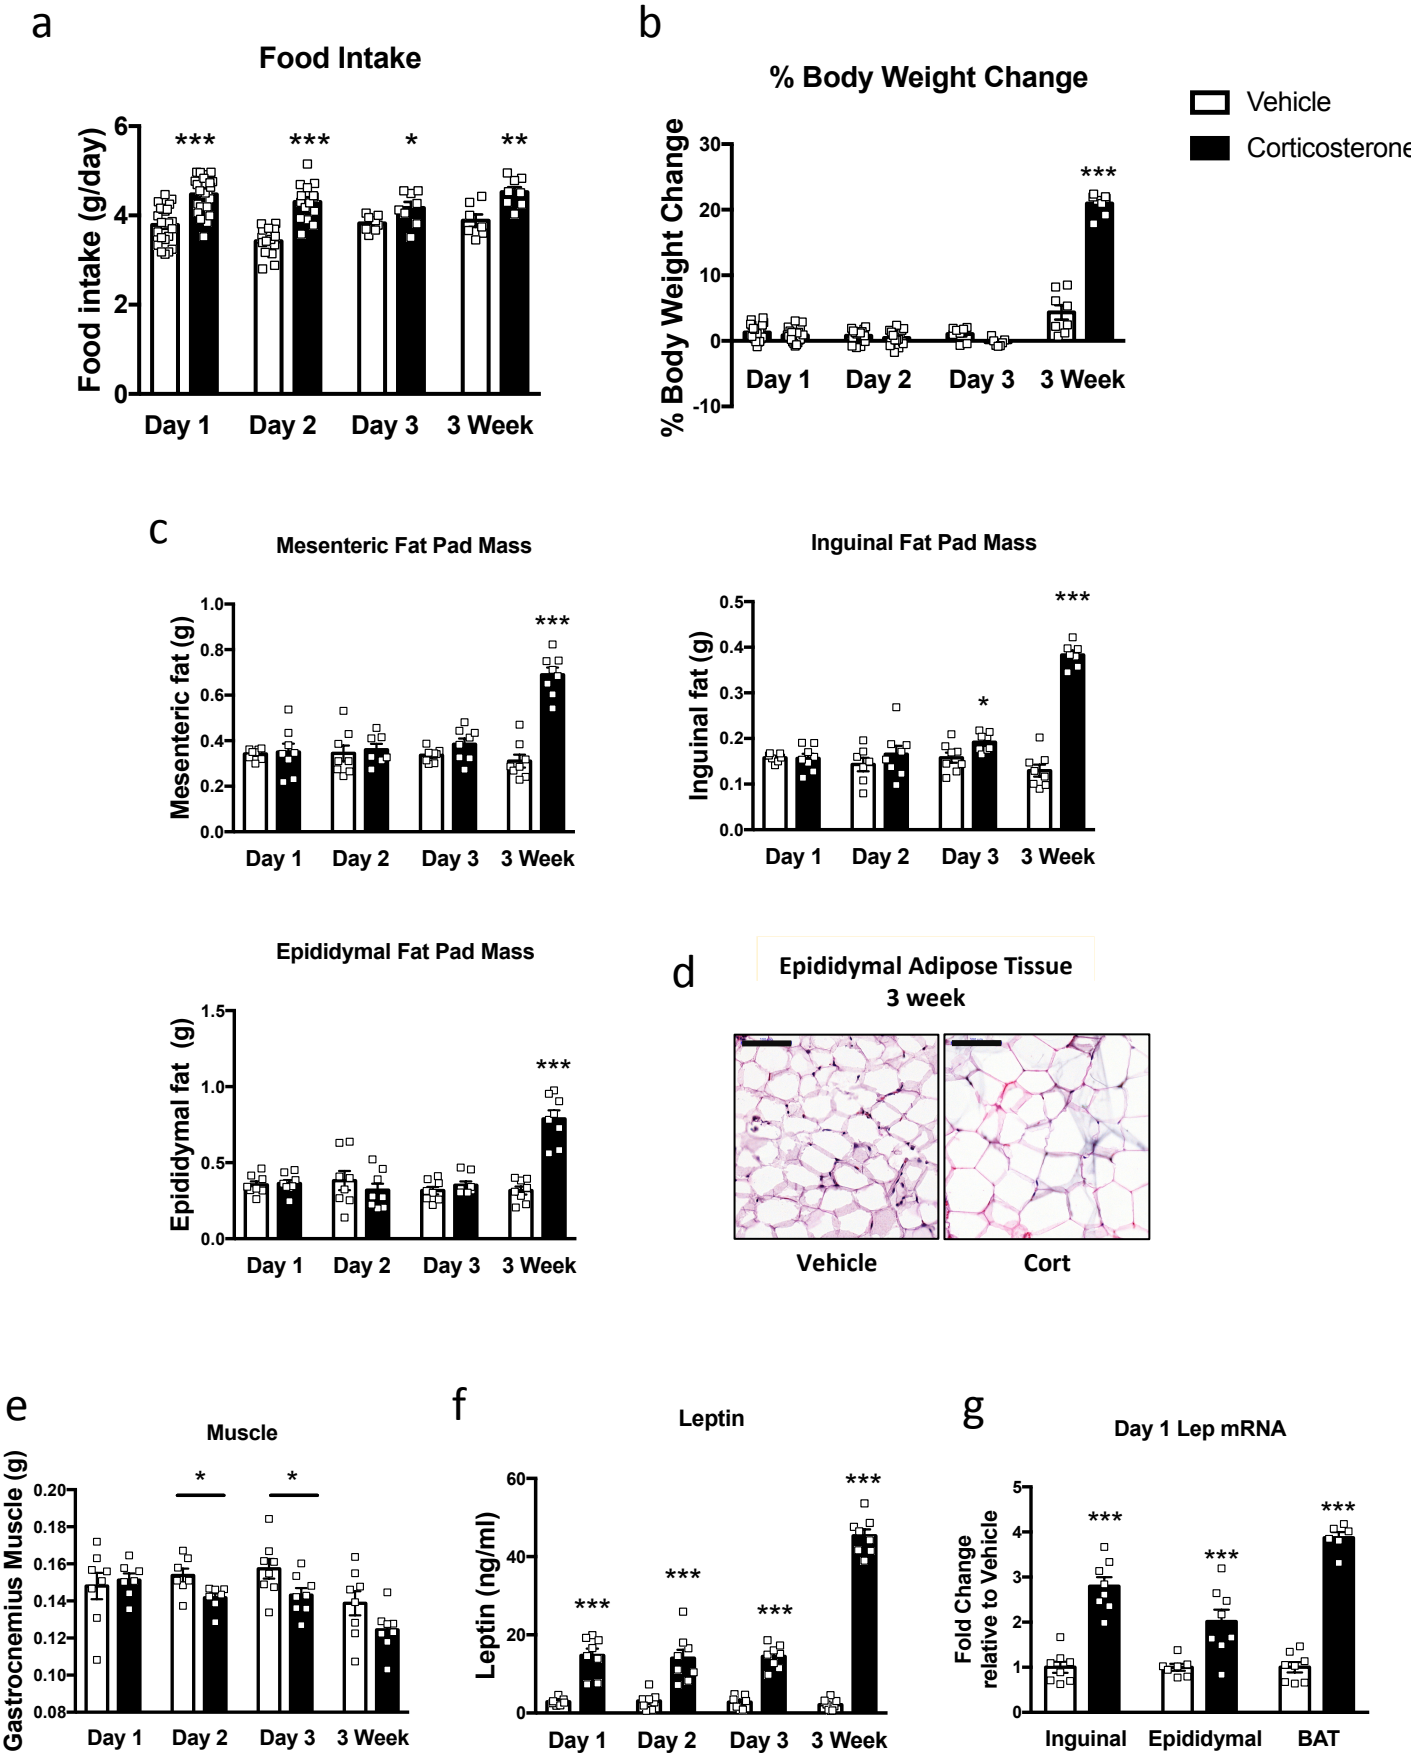 a
Food Intake
Food intake (g/day)
6
4
2
0
***
***
*
**
Day 1
Day 2
Day 3
3 Week
b
% Body Weight Change
% Body Weight Change
30
20
10
0
-10
***
Day 1
Day 2
Day 3
3 Week
Vehicle
Corticosterone
c
Mesenteric Fat Pad Mass
Mesenteric fat (g)
1.0
0.8
0.6
0.4
0.2
0.0
***
Day 1
Day 2
Day 3
3 Week
Inguinal Fat Pad Mass
Inguinal fat (g)
0.5
0.4
0.3
0.2
0.1
0.0
*
***
Day 1
Day 2
Day 3
3 Week
Epididymal Fat Pad Mass
Epididymal fat (g)
1.5
1.0
0.5
0.0
***
Day 1
Day 2
Day 3
3 Week
d
Epididymal Adipose Tissue
3 week
Vehicle
Cort
e
Muscle
Gastrocnemius Muscle (g)
0.20
0.18
0.16
0.14
0.12
0.10
0.08
*
*
Day 1
Day 2
Day 3
3 Week
f
Leptin
Leptin (ng/ml)
60
40
20
0
***
***
***
***
Day 1
Day 2
Day 3
3 Week
g
Day 1 Lep mRNA
Fold Change
relative to Vehicle
5
4
3
2
1
0
***
***
***
Inguinal
Epididymal
BAT